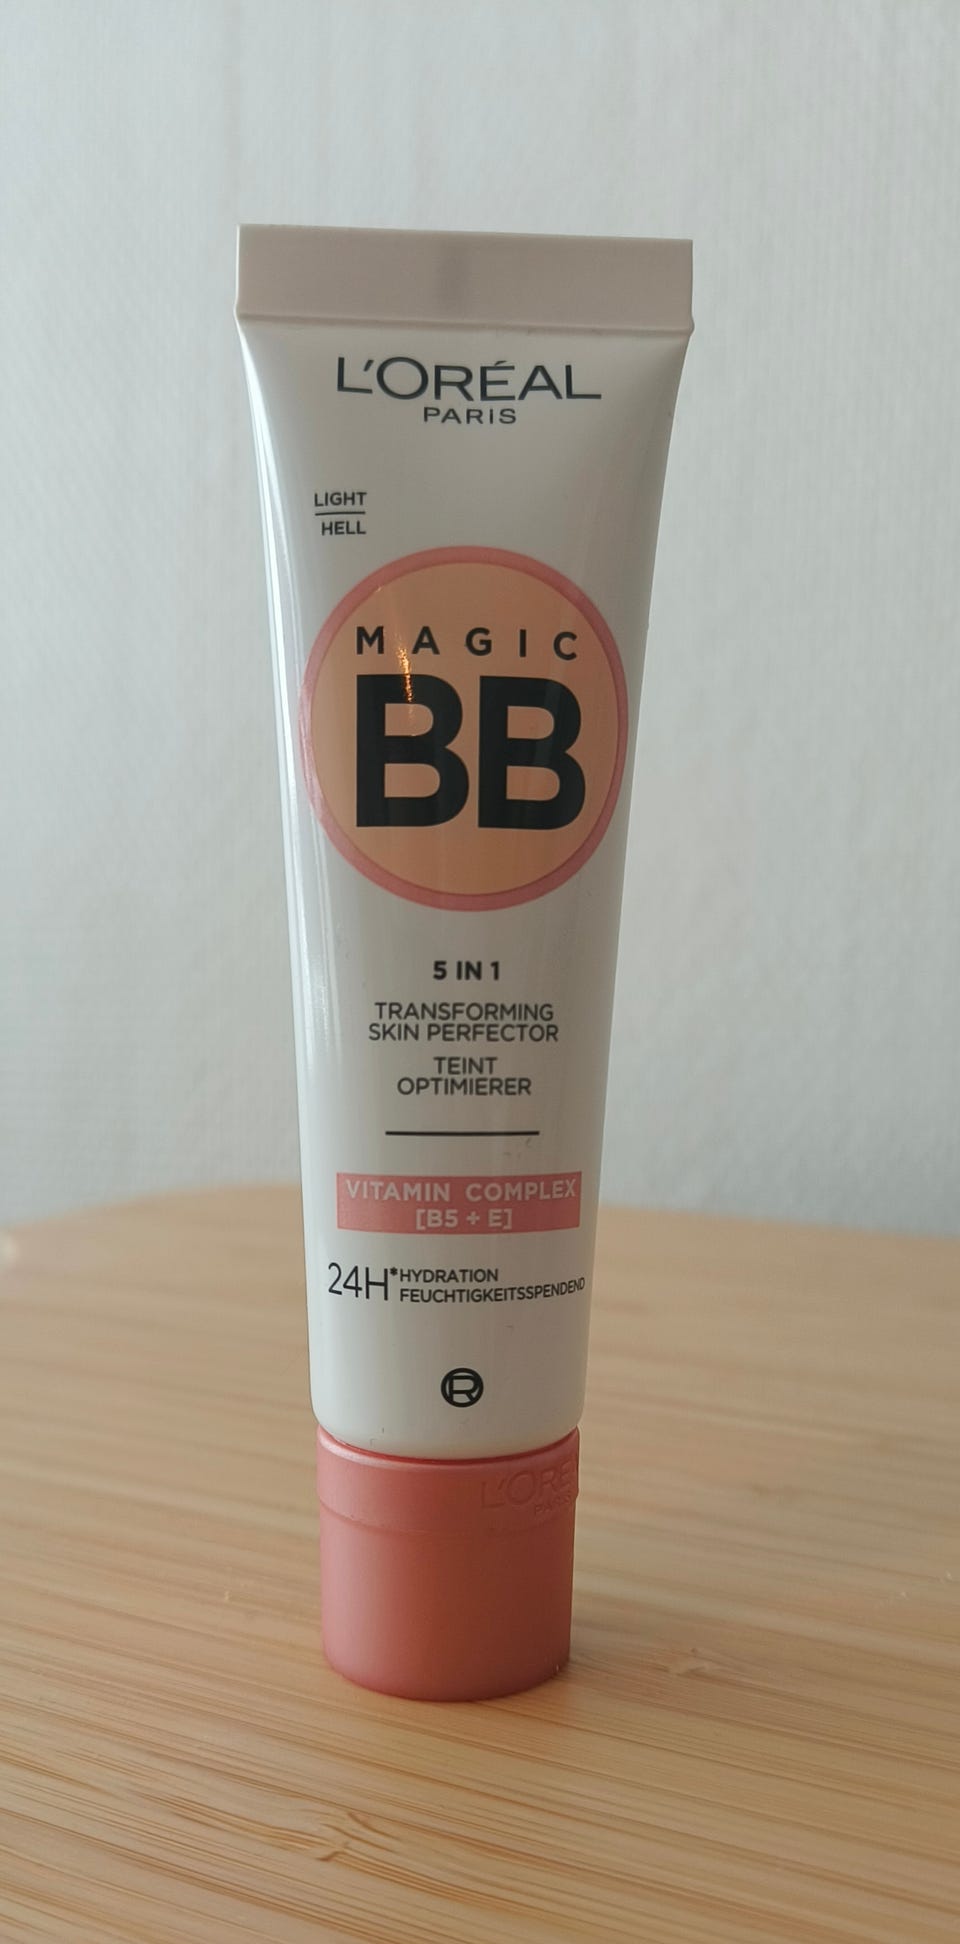 L'ORÉAL
PARIS
LIGHT
HELL
MAGIC
BB
5 IN 1
TRANSFORMING
SKIN PERFECTOR
TEINT
OPTIMIERER
VITAMIN COMPLEX
[B5 + E]
24H* HYDRATION
FEUCHTIGKEITSSPENDEND
L'ORÉ
PARIS